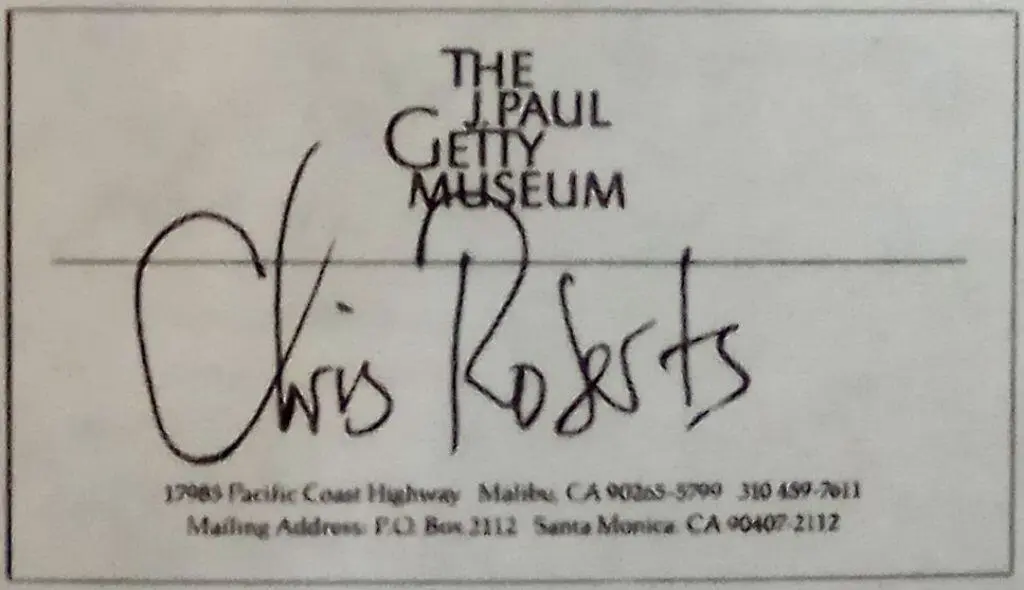 THE
J. PAUL
GETTY
MUSEUM
Chris Roberts
17985 Pacific Coast Highway Malibu, CA 90265-5799 310 459-7611
Mailing Address: P.O. Box 2112 Santa Monica, CA 90407-2112